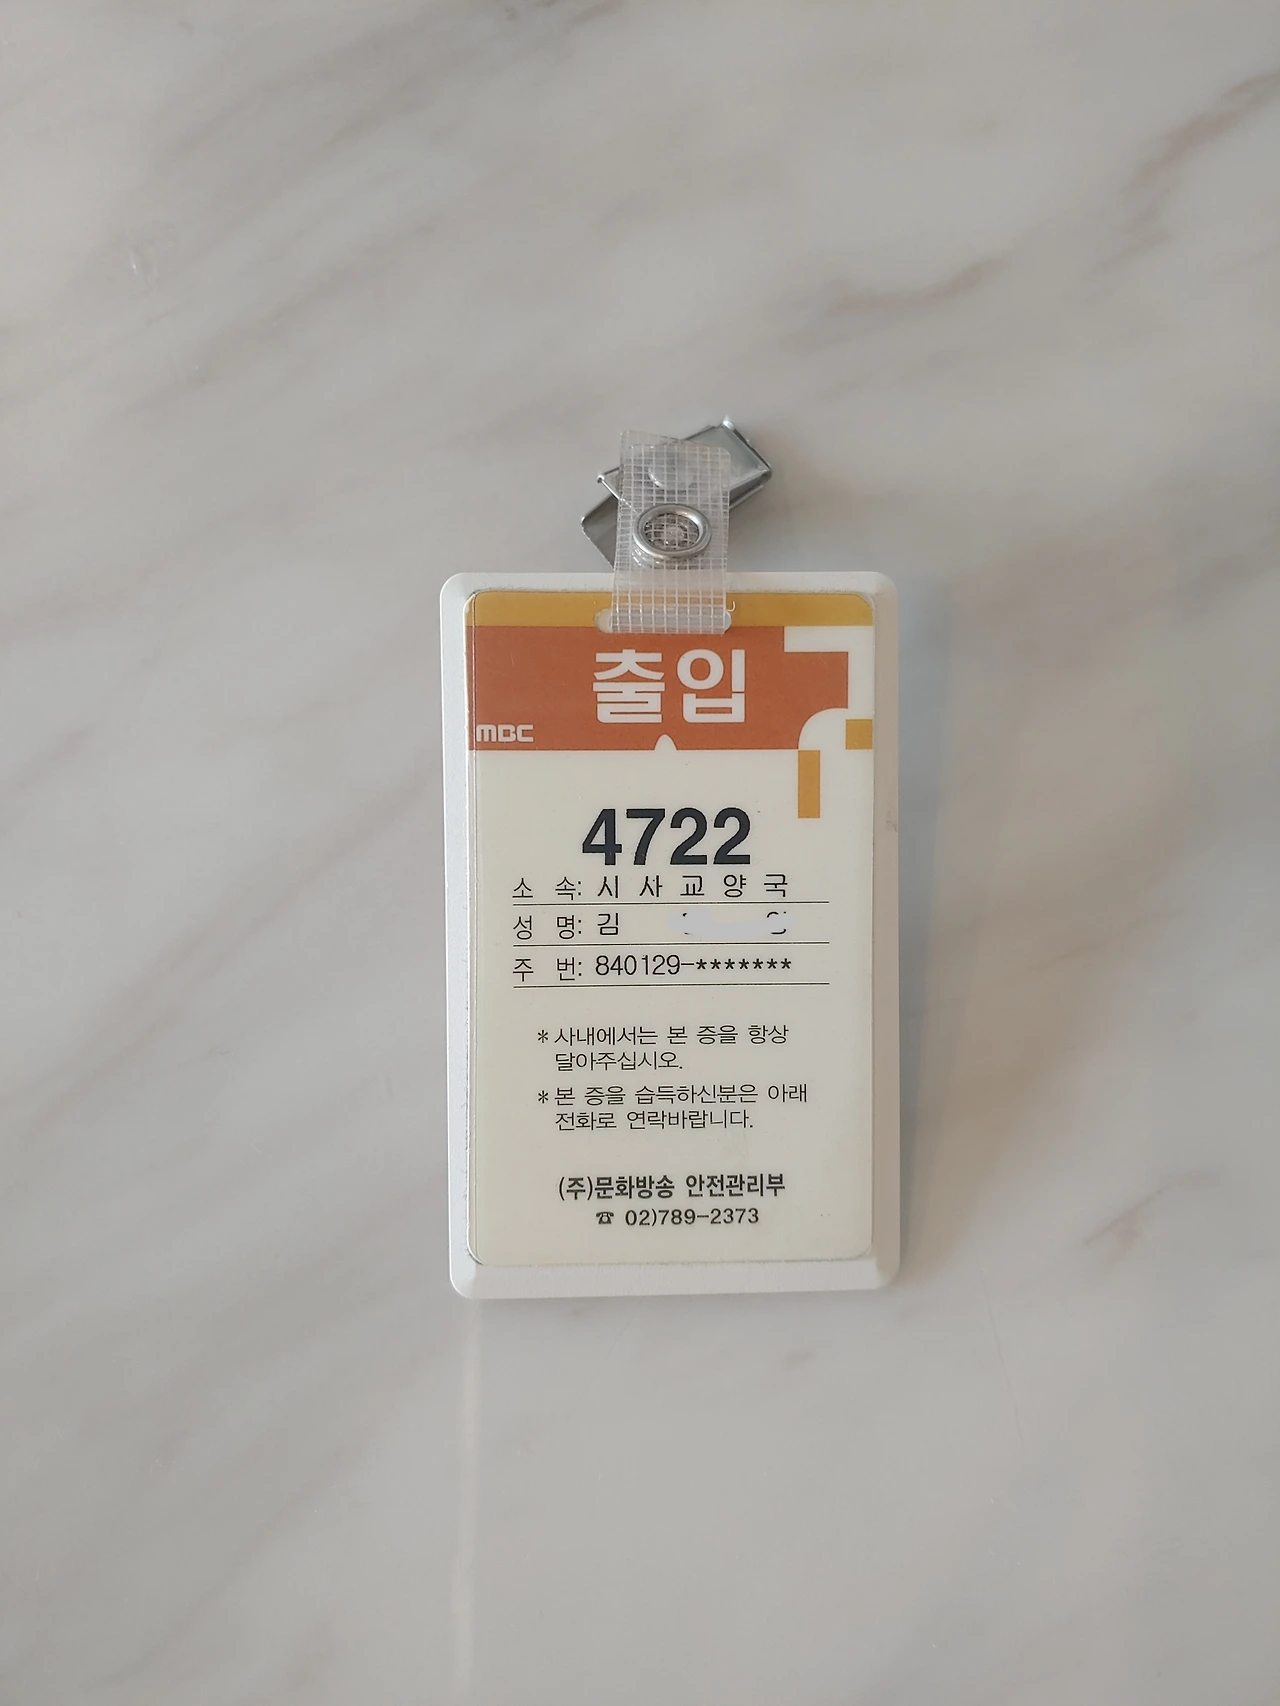 출입
MBC
4722
소 속: 시 사 교 양 국
성 명: 김
주 번: 840129-*******
* 사내에서는 본 증을 항상
달아주십시오.
* 본 증을 습득하신분은 아래
전화로 연락바랍니다.
(주)문화방송 안전관리부
☎ 02)789-2373